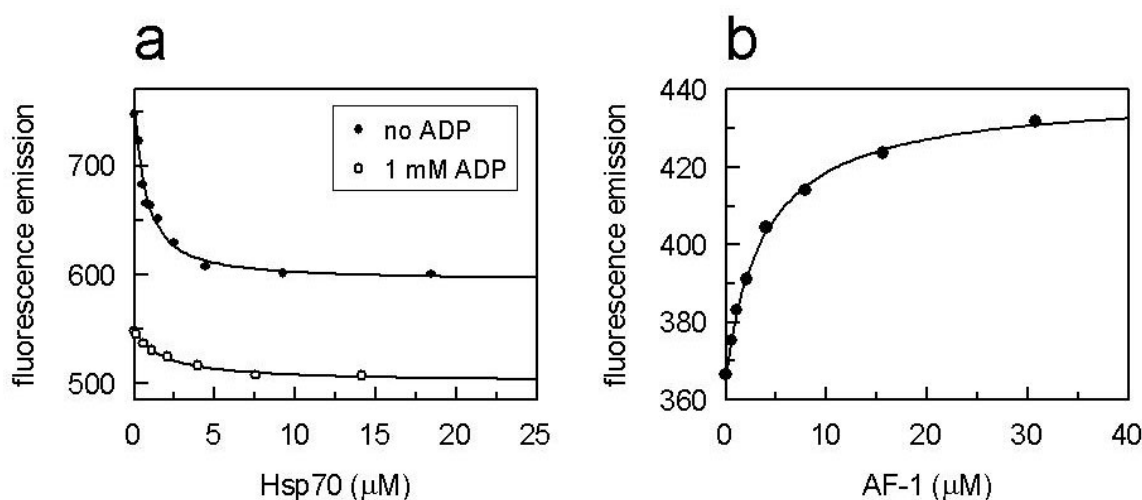 a
fluorescence emission
700
600
500
no ADP
1 mM ADP
0 5 10 15 20 25
Hsp70 (μM)
b
fluorescence emission
440
420
400
380
360
0 10 20 30 40
AF-1 (μM)